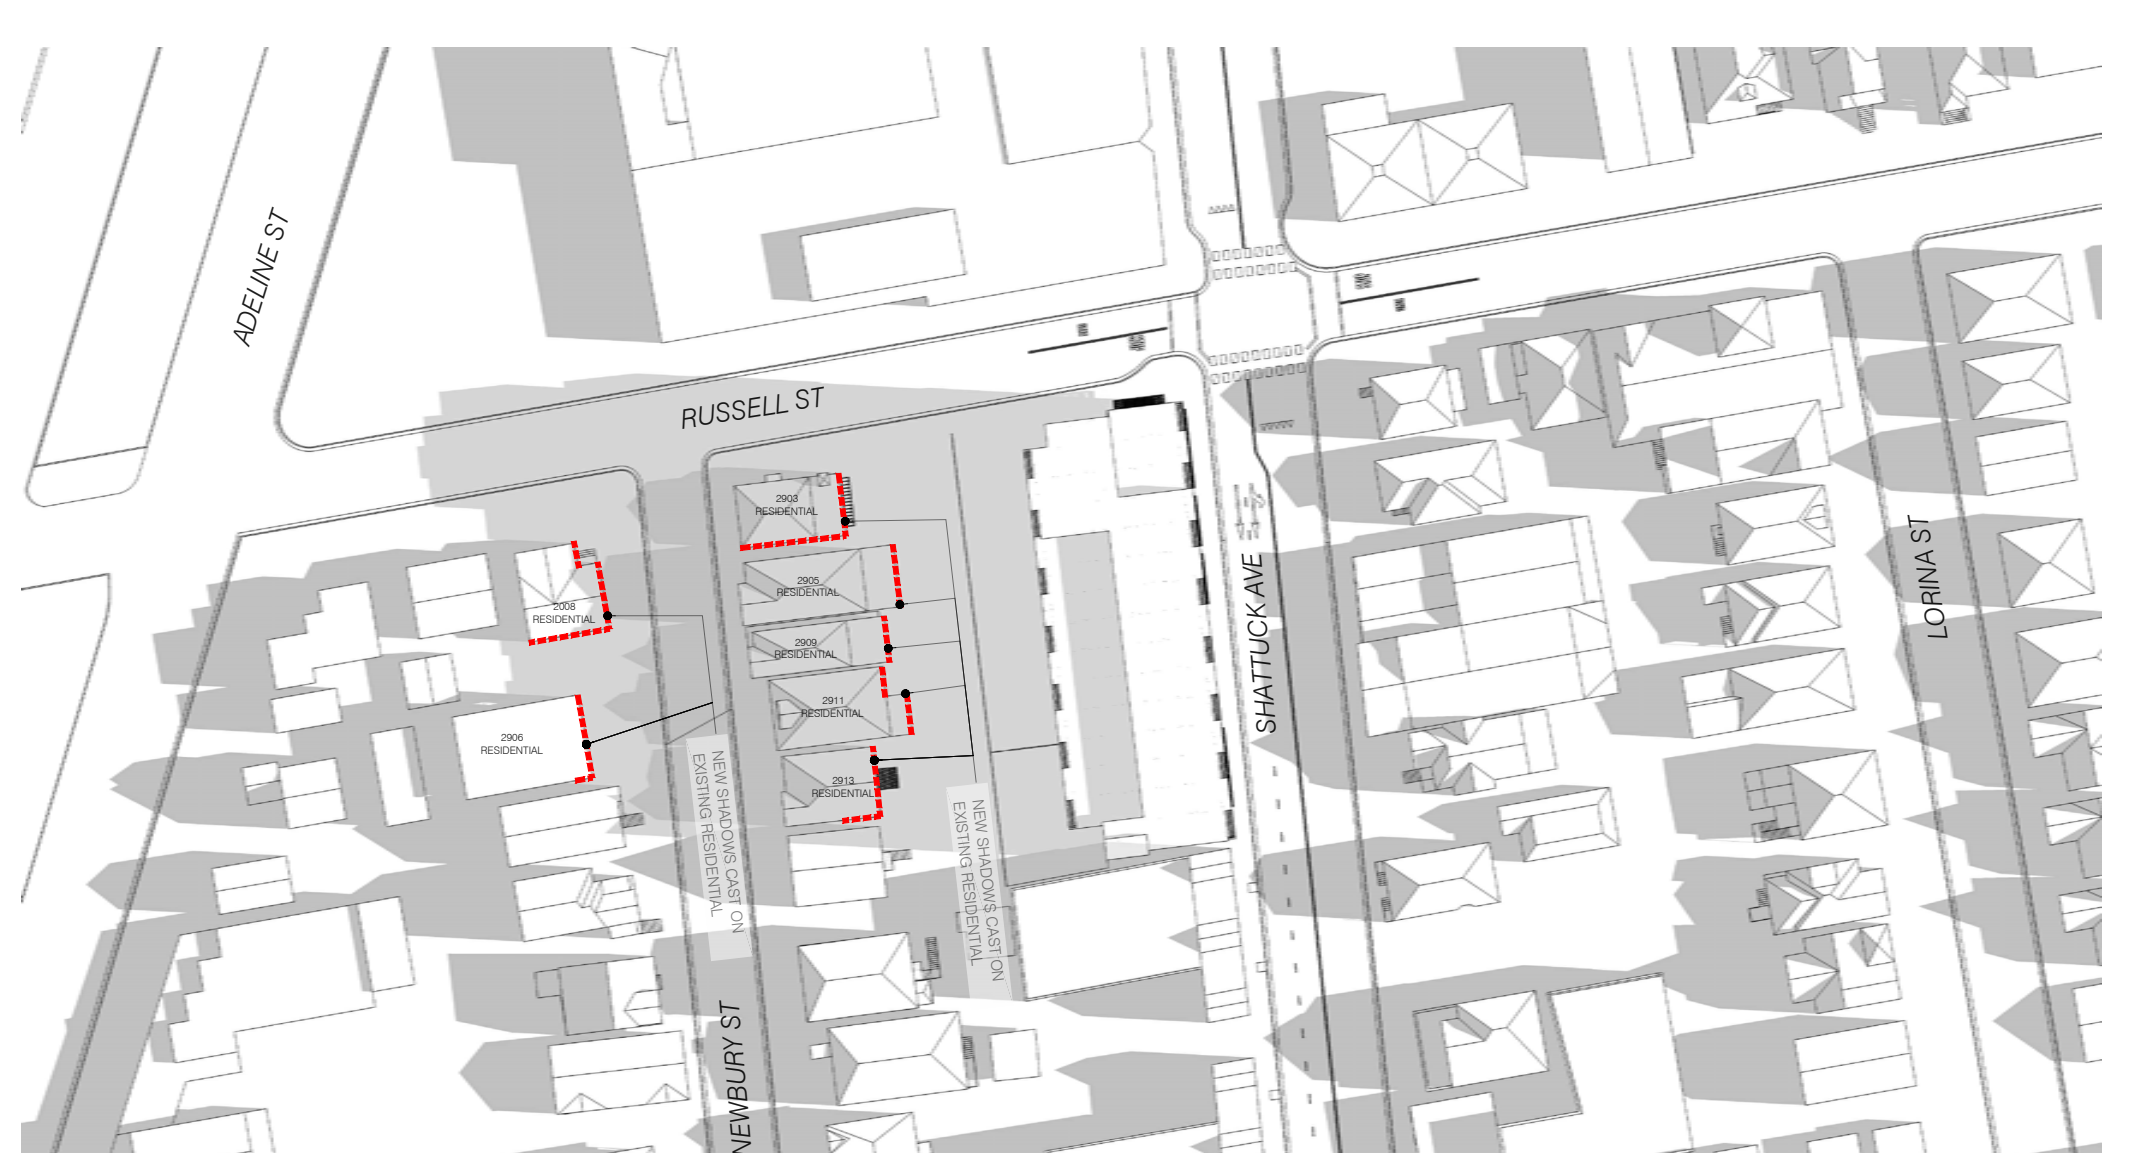 ADELINE ST
RUSSELL ST
2903
RESIDENTIAL
2905
RESIDENTIAL
2008
RESIDENTIAL
2909
RESIDENTIAL
2911
RESIDENTIAL
2906
RESIDENTIAL
2913
RESIDENTIAL
NEW SHADOWS CAST ON
EXISTING RESIDENTIAL
NEW SHADOWS CAST ON
EXISTING RESIDENTIAL
SHATTUCK AVE
LORINA ST
NEWBURY ST